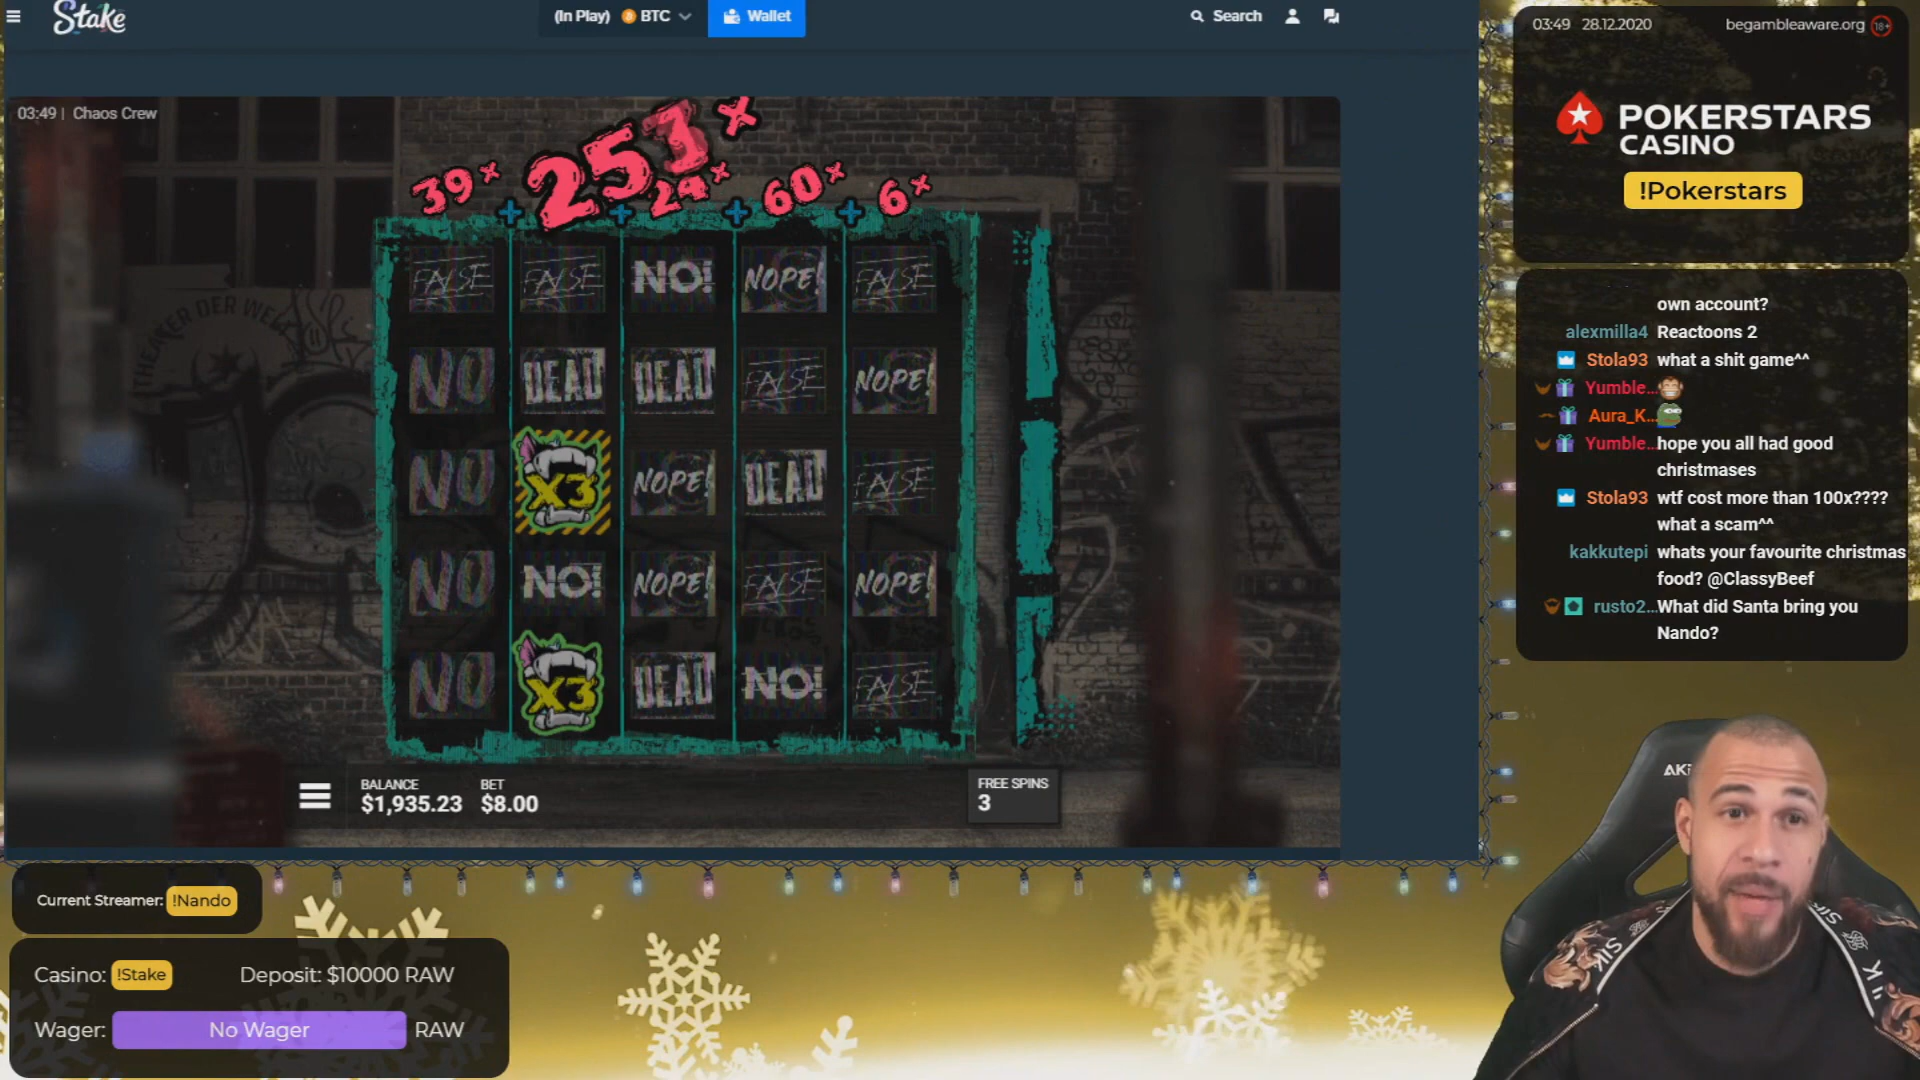 Stake
(In Play) BTC
Wallet
Search
03:49 | Chaos Crew
39x + 253x + 29x + 60x + 6x
FALSE FALSE NO! NOPE! FALSE
NO DEAD DEAD FALSE NOPE!
NO X3 NOPE! DEAD FALSE
NO NO! NOPE! FALSE NOPE!
NO X3 DEAD NO! FALSE
THEAKER DER WEL
BALANCE
$1,935.23
BET
$8.00
FREE SPINS
3
03:49 28.12.2020
begambleaware.org 18+
POKERSTARS
CASINO
!Pokerstars
own account?
alexmilla4 Reactoons 2
Stola93 what a shit game^^
Yumble...
Aura_K...
Yumble... hope you all had good
christmases
Stola93 wtf cost more than 100x????
what a scam^^
kakkutepi whats your favourite christmas
food? @ClassyBeef
rusto2... What did Santa bring you
Nando?
Current Streamer: !Nando
Casino: !Stake
Deposit: $10000 RAW
Wager: No Wager RAW
SIK